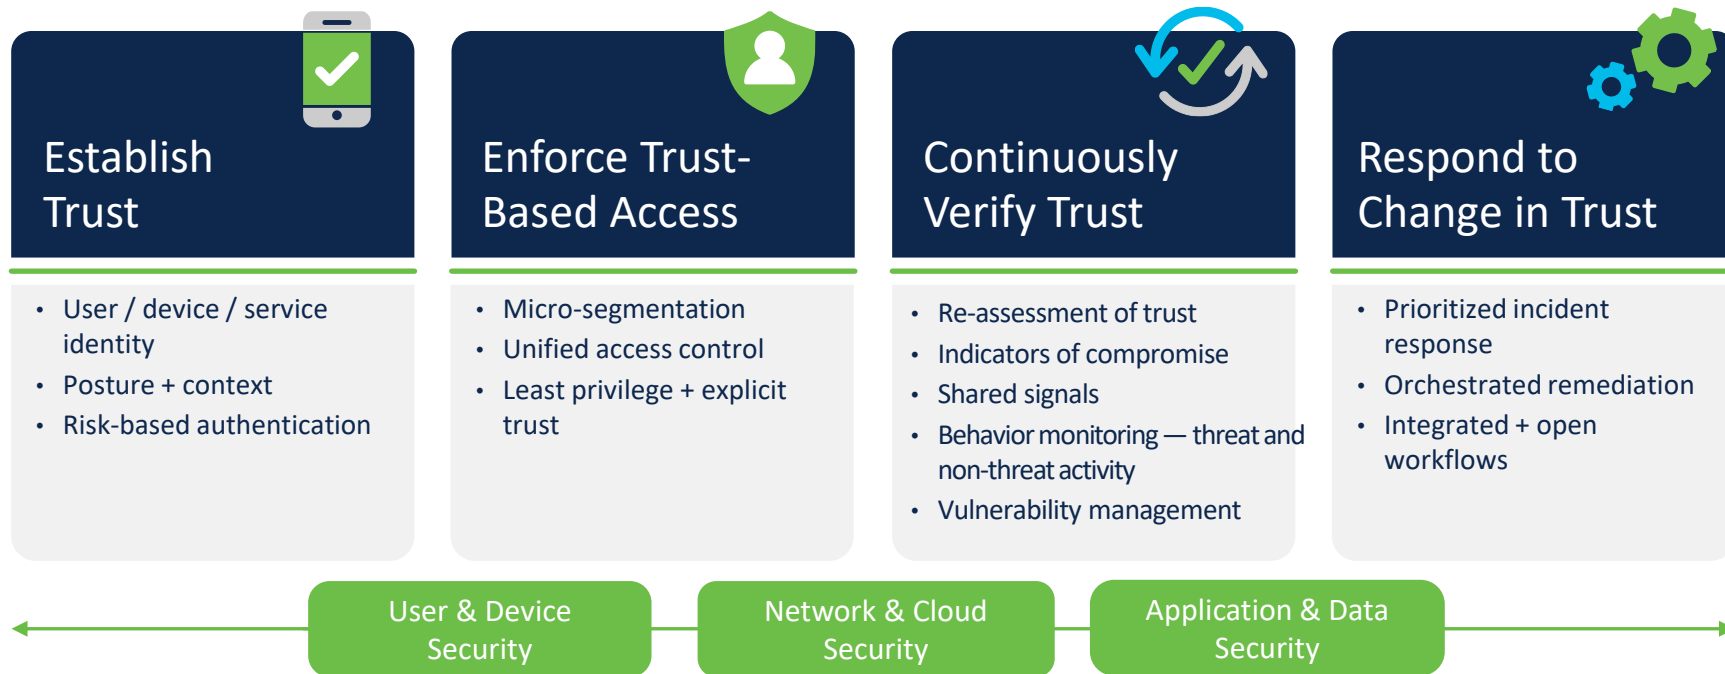 Establish
Trust
• User / device / service
identity
• Posture + context
• Risk-based authentication
Enforce Trust-
Based Access
• Micro-segmentation
• Unified access control
• Least privilege + explicit
trust
Continuously
Verify Trust
• Re-assessment of trust
• Indicators of compromise
• Shared signals
• Behavior monitoring — threat and
non-threat activity
• Vulnerability management
Respond to
Change in Trust
• Prioritized incident
response
• Orchestrated remediation
• Integrated + open
workflows
User & Device
Security
Network & Cloud
Security
Application & Data
Security